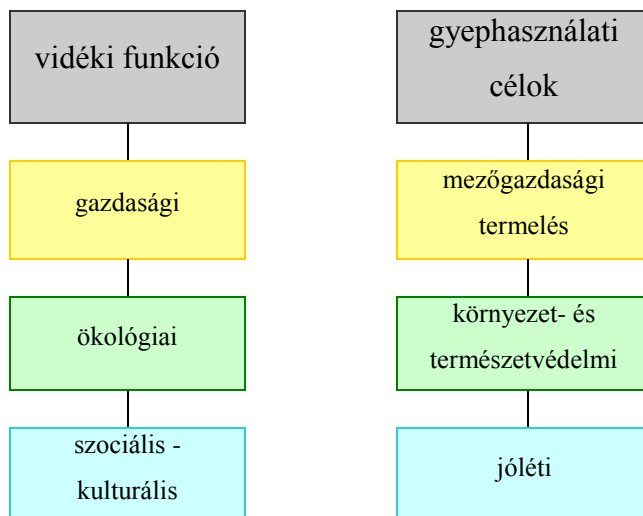 vidéki funkció
gazdasági
ökológiai
szociális -
kulturális
gyephasználati
célok
mezőgazdasági
termelés
környezet- és
természetvédelmi
jóléti